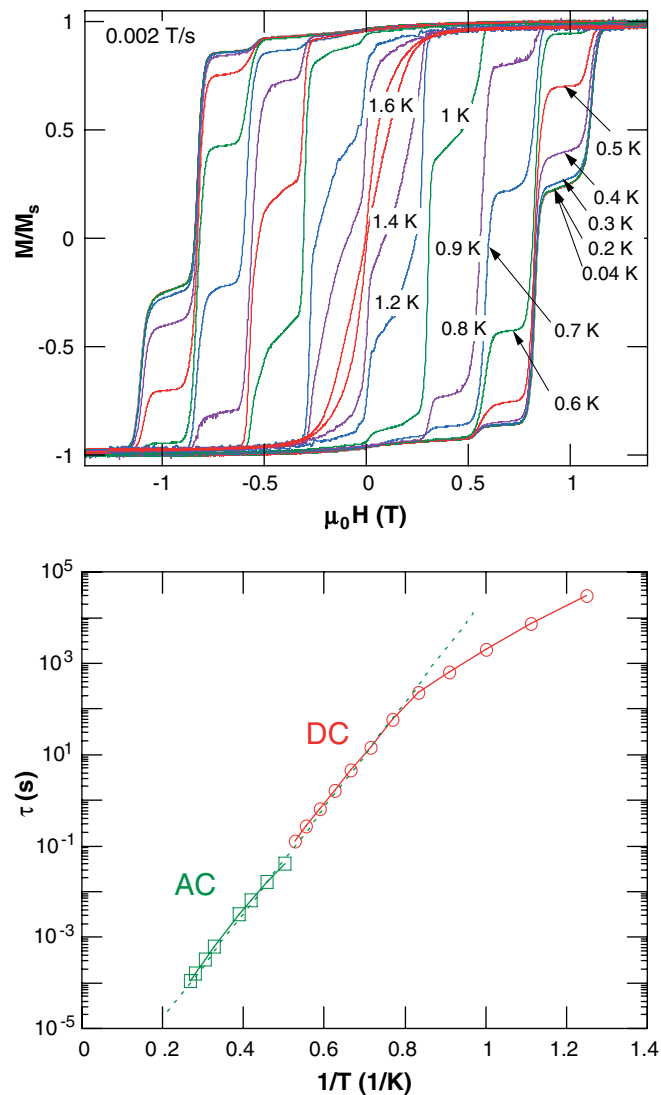 0.002 T/s
1
0.5
0
-0.5
-1
M/Ms
1.6 K
1 K
0.5 K
0.4 K
0.3 K
0.2 K
0.04 K
1.4 K
0.9 K
1.2 K
0.8 K
0.7 K
0.6 K
-1
-0.5
0
0.5
1
μ0H (T)
10^5
10^3
10^1
10^-1
10^-3
10^-5
τ (s)
DC
AC
0
0.2
0.4
0.6
0.8
1
1.2
1.4
1/T (1/K)